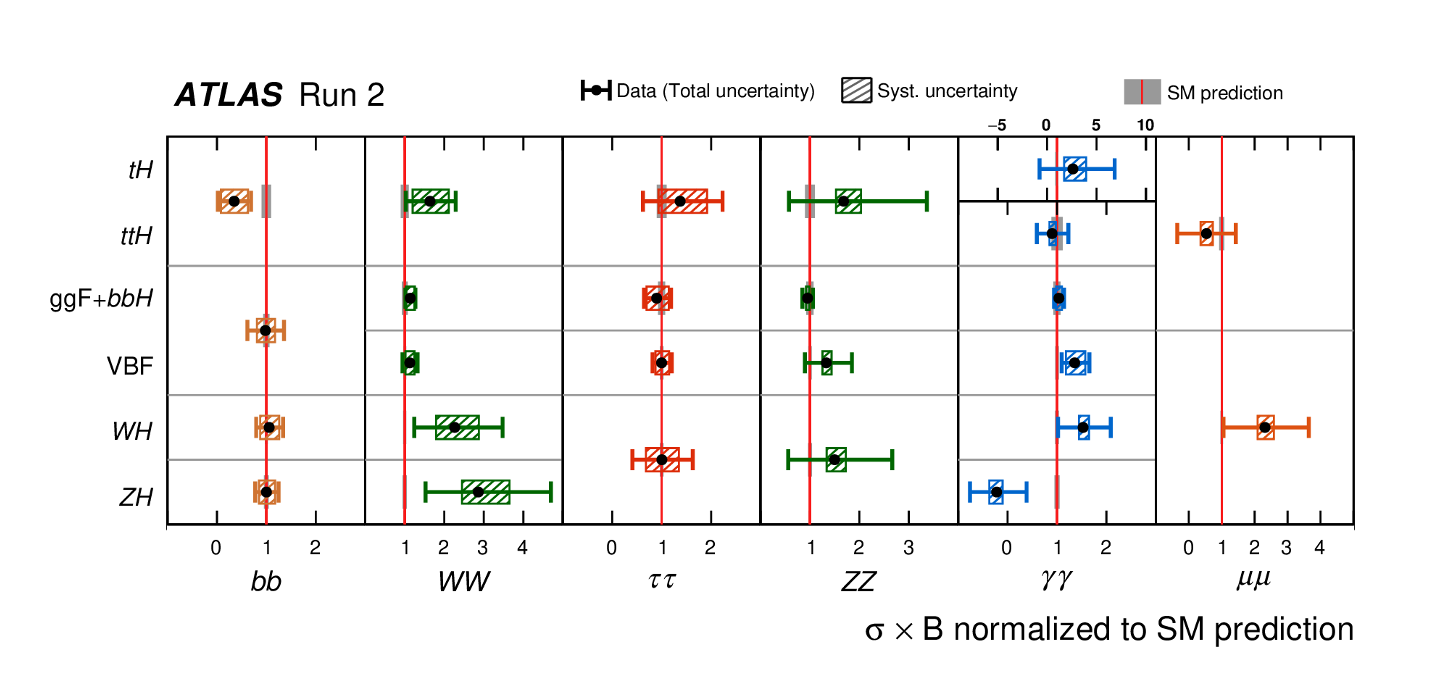 ATLAS Run 2
Data (Total uncertainty)
Syst. uncertainty
SM prediction
−5 0 5 10
tH
ttH
ggF+bbH
VBF
WH
ZH
0 1 2
1 2 3 4
0 1 2
1 2 3
0 1 2
0 1 2 3 4
bb
WW
ττ
ZZ
γγ
μμ
σ × B normalized to SM prediction